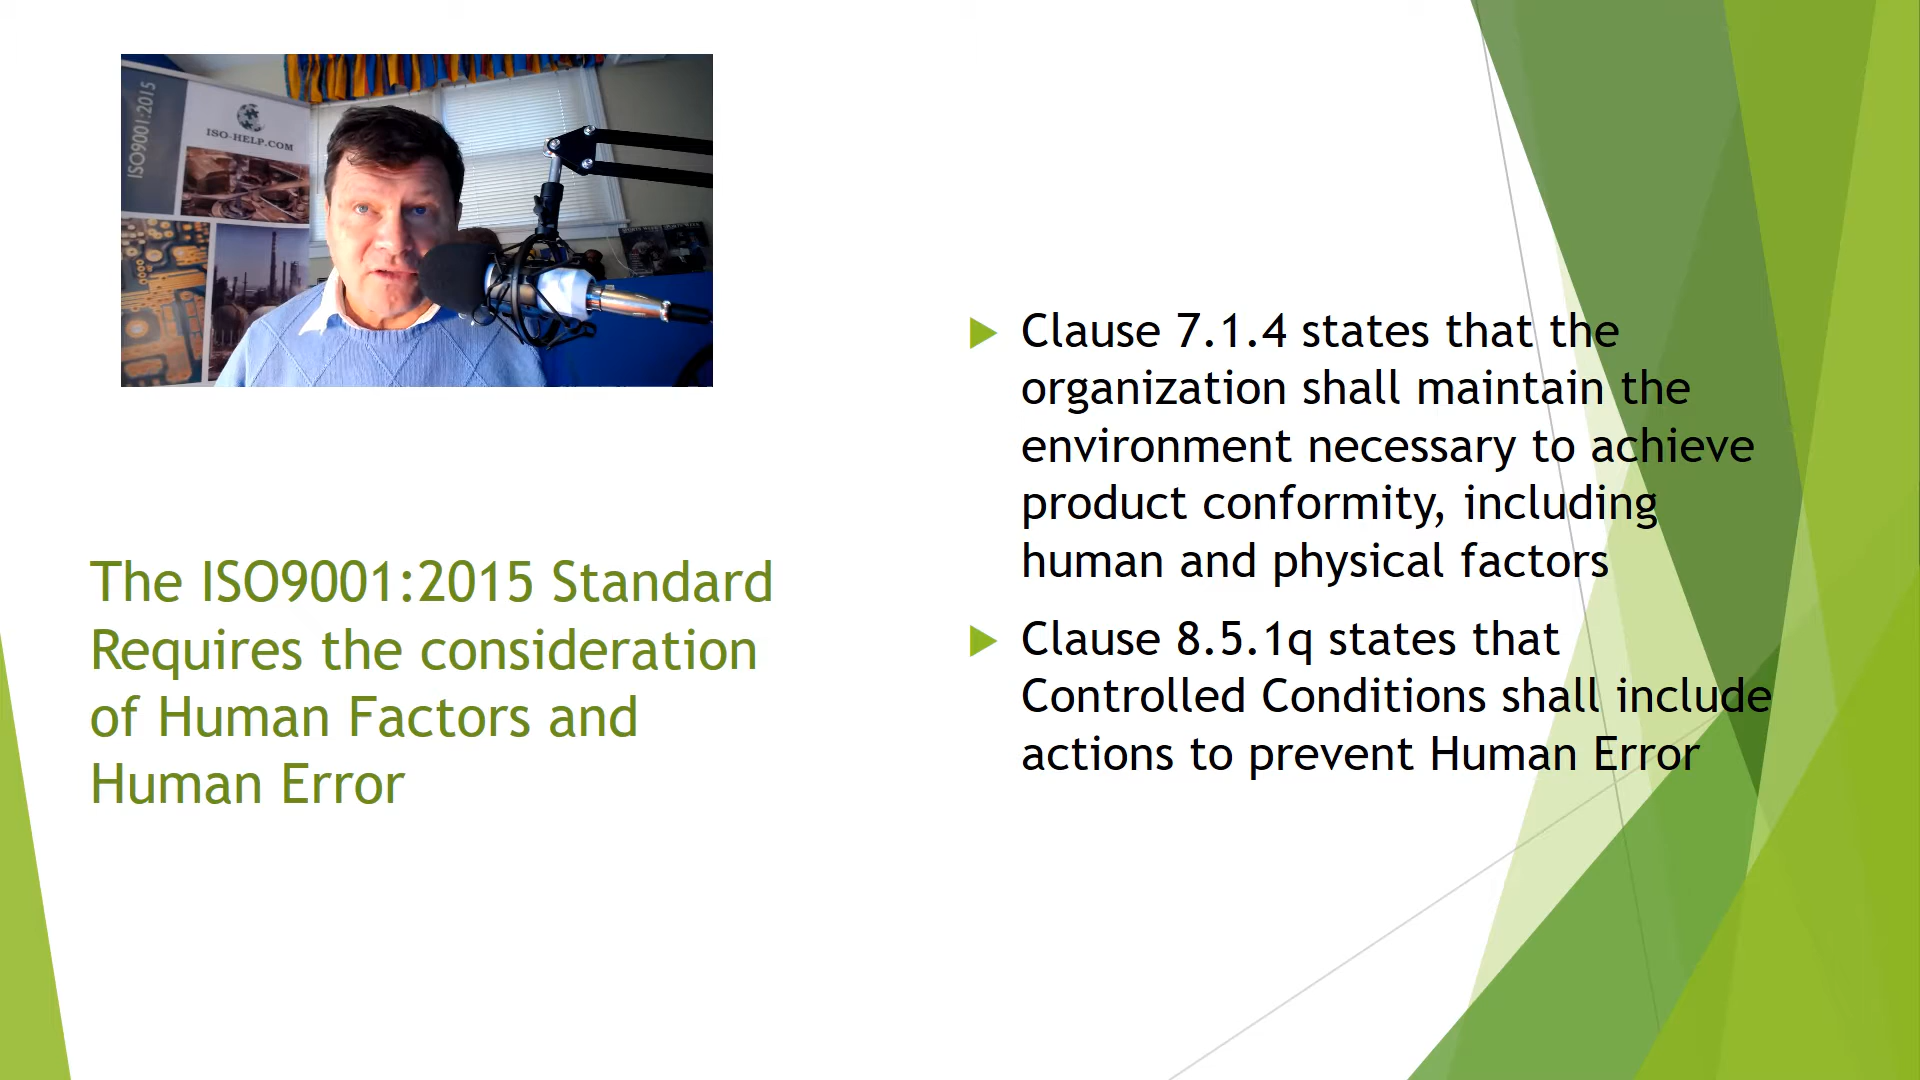 ISO9001:2015
ISO-HELP.COM
The ISO9001:2015 Standard
Requires the consideration
of Human Factors and
Human Error
Clause 7.1.4 states that the
organization shall maintain the
environment necessary to achieve
product conformity, including
human and physical factors
Clause 8.5.1q states that
Controlled Conditions shall include
actions to prevent Human Error